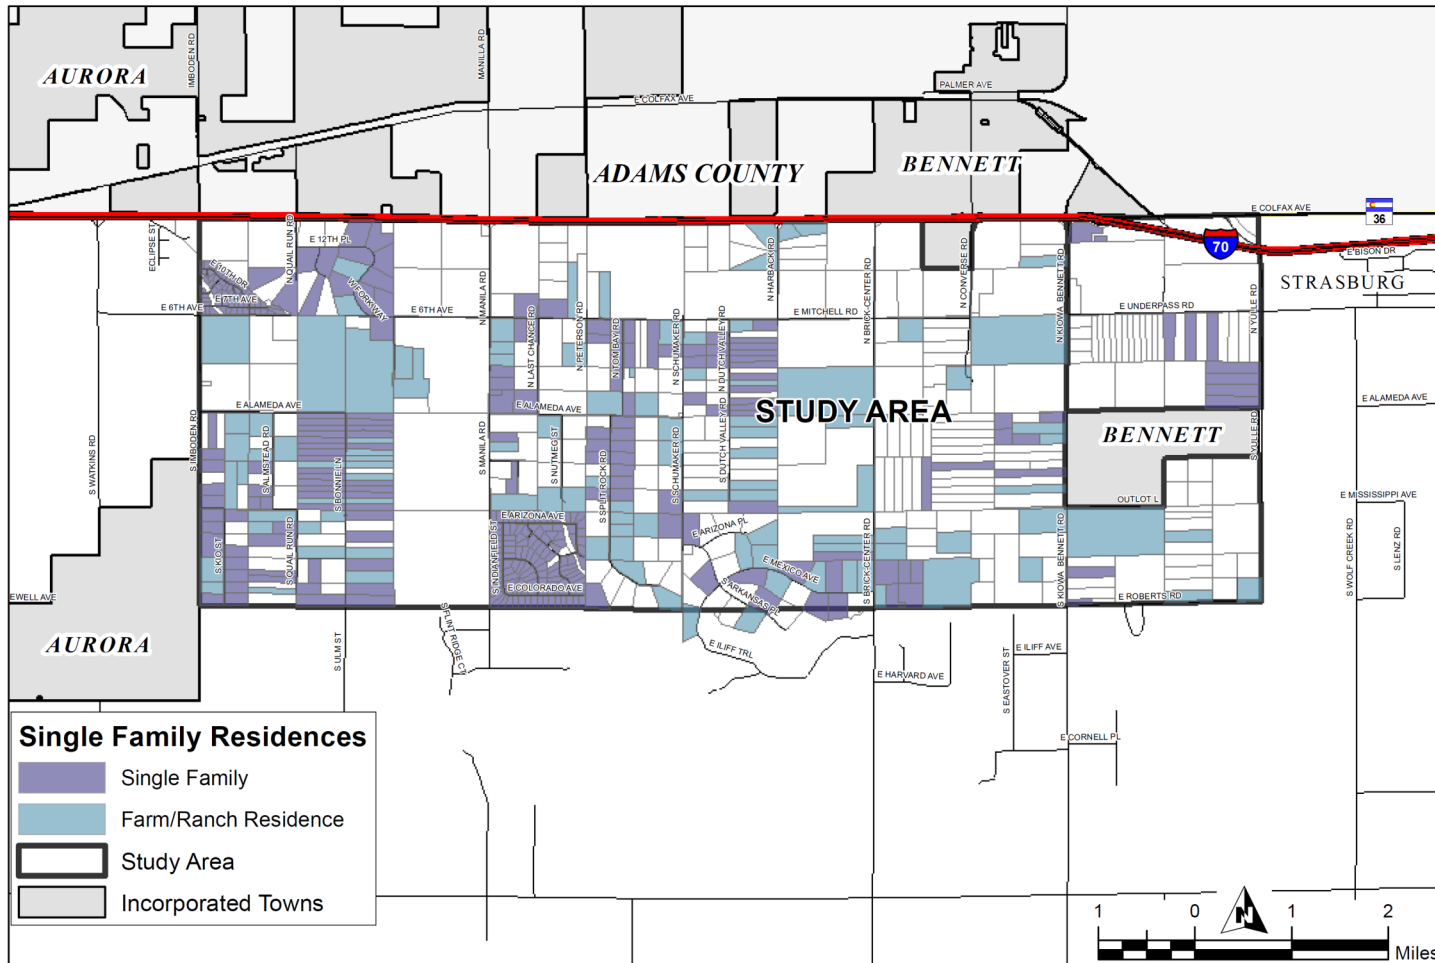 IMBODEN RD
MANILLA RD
AURORA
PALMER AVE
E COLFAX AVE
ADAMS COUNTY
BENNETT
E COLFAX AVE
36
70
E BISON DR
STRASBURG
ECLIPSE ST
N QUAIL RUN RD
E 12TH PL
E 10TH DR
E 7TH AVE
W FORK WAY
E 6TH AVE
E 6TH AVE
N MANILA RD
N LAST CHANCE RD
N PETERSON RD
N TOM BAY RD
N SCHUMAKER RD
N DUTCH VALLEY RD
N HARBACK RD
E MITCHELL RD
N BRICK-CENTER RD
N CONVERSE RD
N KIOWA BENNETT RD
E UNDERPASS RD
N YULLE RD
E ALAMEDA AVE
E ALAMEDA AVE
E ALAMEDA AVE
STUDY AREA
BENNETT
S WATKINS RD
S IMBODEN RD
S ALMSTEAD RD
S BONNIE LN
S MANILA RD
S NUTMEG ST
S SPLIT ROCK RD
S SCHUMAKER RD
S DUTCH VALLEY RD
S YULLE RD
OUTLOT L
E MISSISSIPPI AVE
E ARIZONA AVE
E ARIZONA PL
S KO ST
S QUAIL RUN RD
S INDIANFIELD ST
E COLORADO AVE
E MEXICO AVE
S ARKANSAS PL
S BRICK-CENTER RD
S KIOWA BENNETT RD
E ROBERTS RD
S WOLF CREEK RD
S LENZ RD
EWELL AVE
AURORA
S ULM ST
S FLINT RIDGE CT
E ILIFF TRL
E HARVARD AVE
S EASTOVER ST
E ILIFF AVE
E CORNELL PL
Single Family Residences
Single Family
Farm/Ranch Residence
Study Area
Incorporated Towns
N
1 0 1 2
Miles